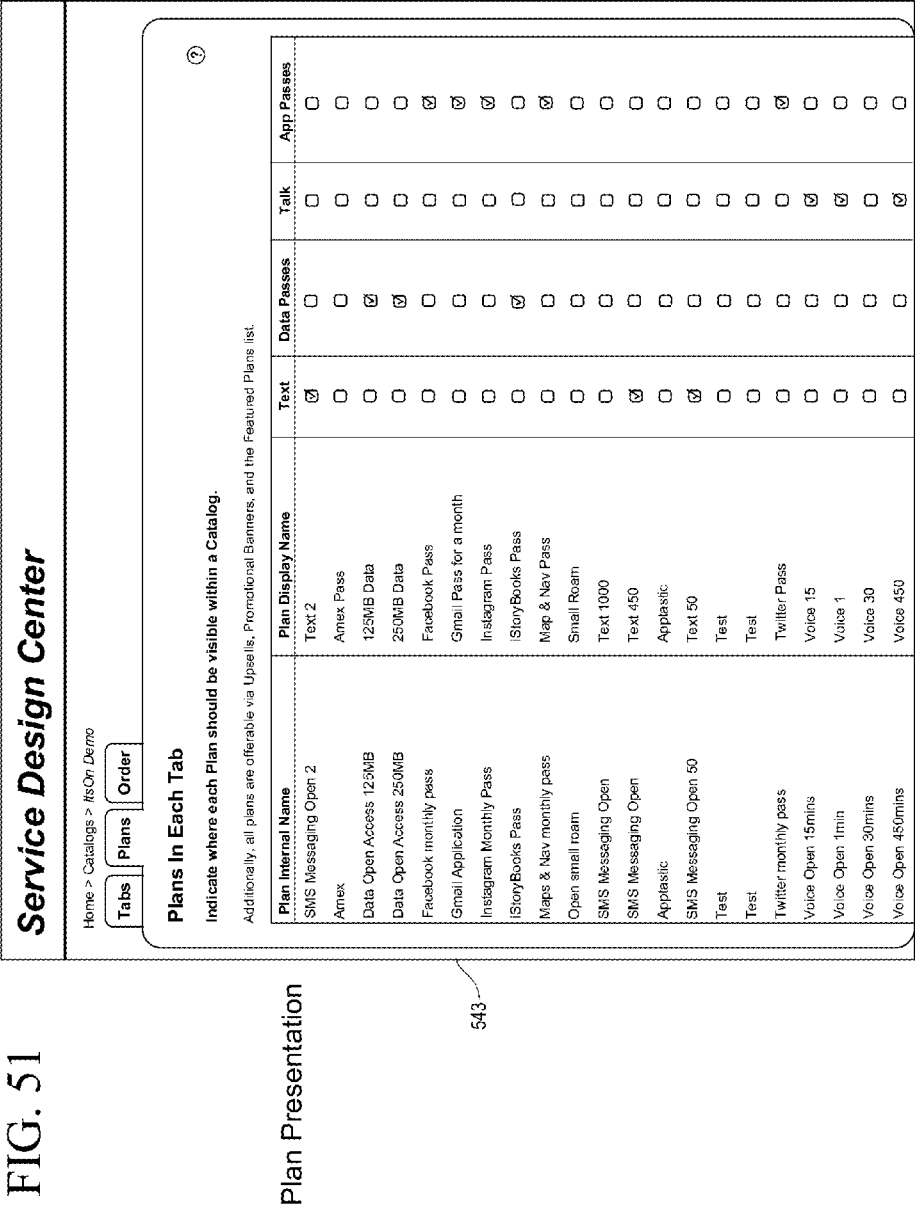 FIG. 51
Plan Presentation
543
Service Design Center
Home > Catalogs > ItsOn Demo
Tabs Plans Order
Plans In Each Tab
?
Indicate where each Plan should be visible within a Catalog.
Additionally, all plans are offerable via Upsells, Promotional Banners, and the Featured Plans list.
Plan Internal Name Plan Display Name Text Data Passes Talk App Passes
SMS Messaging Open 2 Text 2
Amex Amex Pass
Data Open Access 125MB 125MB Data
Data Open Access 250MB 250MB Data
Facebook monthly pass Facebook Pass
Gmail Application Gmail Pass for a month
Instagram Monthly Pass Instagram Pass
iStoryBooks Pass iStoryBooks Pass
Maps & Nav monthly pass Map & Nav Pass
Open small roam Small Roam
SMS Messaging Open Text 1000
SMS Messaging Open Text 450
Apptastic Apptastic
SMS Messaging Open 50 Text 50
Test Test
Test Test
Twitter monthly pass Twitter Pass
Voice Open 15mins Voice 15
Voice Open 1min Voice 1
Voice Open 30mins Voice 30
Voice Open 450mins Voice 450